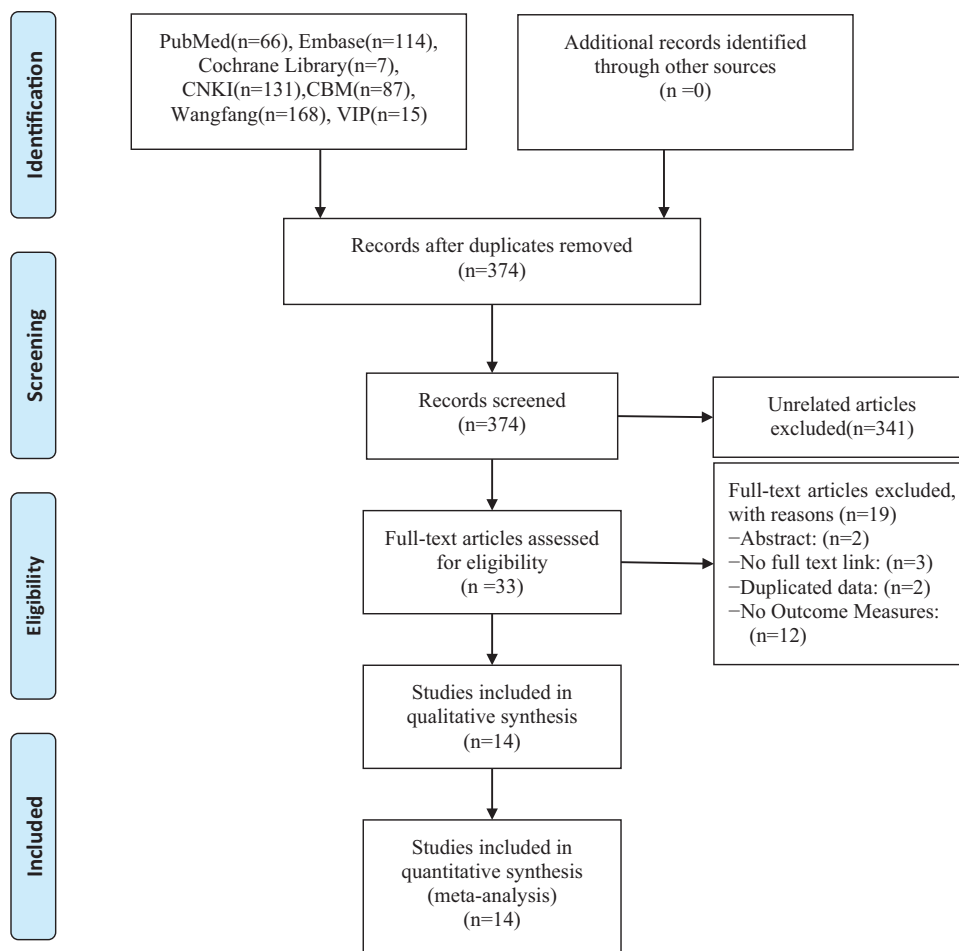 Identification
PubMed(n=66), Embase(n=114),
Cochrane Library(n=7),
CNKI(n=131),CBM(n=87),
Wangfang(n=168), VIP(n=15)
Additional records identified
through other sources
(n =0)
Records after duplicates removed
(n=374)
Screening
Records screened
(n=374)
Unrelated articles
excluded(n=341)
Eligibility
Full-text articles assessed
for eligibility
(n =33)
Full-text articles excluded,
with reasons (n=19)
−Abstract: (n=2)
−No full text link: (n=3)
−Duplicated data: (n=2)
−No Outcome Measures:
(n=12)
Studies included in
qualitative synthesis
(n=14)
Included
Studies included in
quantitative synthesis
(meta-analysis)
(n=14)